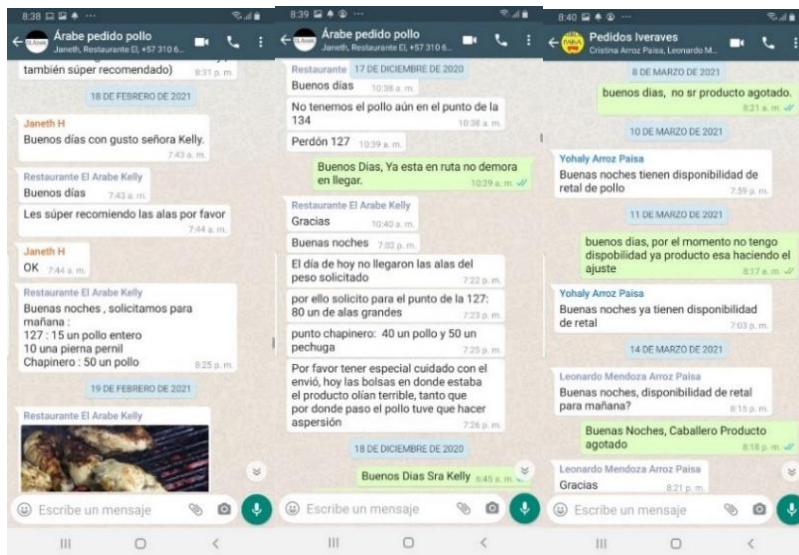 8:38
Árabe pedido pollo
Janeth, Restaurante El, +57 310 6...
también súper recomendado) 8:31 p. m.
18 DE FEBRERO DE 2021
Janeth H
Buenos días con gusto señora Kelly.
7:43 a. m.
Restaurante El Arabe Kelly
Buenos días 7:43 a. m.
Les súper recomiendo las alas por favor
7:44 a. m.
Janeth H
OK 7:44 a. m.
Restaurante El Arabe Kelly
Buenas noches , solicitamos para
mañana :
127 : 15 un pollo entero
10 una pierna pernil
Chapinero : 50 un pollo 8:25 p. m.
19 DE FEBRERO DE 2021
Restaurante El Arabe Kelly
Escribe un mensaje
8:39
Árabe pedido pollo
Janeth, Restaurante El, +57 310 6...
Restaurante 17 DE DICIEMBRE DE 2020
Buenos días 10:38 a. m.
No tenemos el pollo aún en el punto de la
134 10:38 a. m.
Perdón 127 10:39 a. m.
Buenos Dias, Ya esta en ruta no demora
en llegar. 10:39 a. m.
Restaurante El Arabe Kelly
Gracias 10:40 a. m.
Buenas noches 7:02 p. m.
El día de hoy no llegaron las alas del
peso solicitado 7:22 p. m.
por ello solicito para el punto de la 127:
80 un de alas grandes 7:23 p. m.
punto chapinero: 40 un pollo y 50 un
pechuga 7:25 p. m.
Por favor tener especial cuidado con el
envió, hoy las bolsas en donde estaba
el producto olían terrible, tanto que
por donde paso el pollo tuve que hacer
aspersión 7:26 p. m.
18 DE DICIEMBRE DE 2020
Buenos Dias Sra Kelly 5:45 a. m.
Escribe un mensaje
8:40
Pedidos Iveraves
Cristina Arroz Paisa, Leonardo M...
8 DE MARZO DE 2021
buenos dias, no sr producto agotado.
8:21 a. m.
10 DE MARZO DE 2021
Yohaly Arroz Paisa
Buenas noches tienen disponibilidad de
retal de pollo 7:59 p. m.
11 DE MARZO DE 2021
buenos dias, por el momento no tengo
dispobilidad ya producto esa haciendo el
ajuste 8:17 a. m.
Yohaly Arroz Paisa
Buenas noches ya tienen disponibilidad
de retal 7:03 p. m.
14 DE MARZO DE 2021
Leonardo Mendoza Arroz Paisa
Buenas noches, disponibilidad de retal
para mañana? 8:15 p. m.
Buenas Noches, Caballero Producto
agotado 8:18 p. m.
Leonardo Mendoza Arroz Paisa
Gracias 8:21 p. m.
Escribe un mensaje